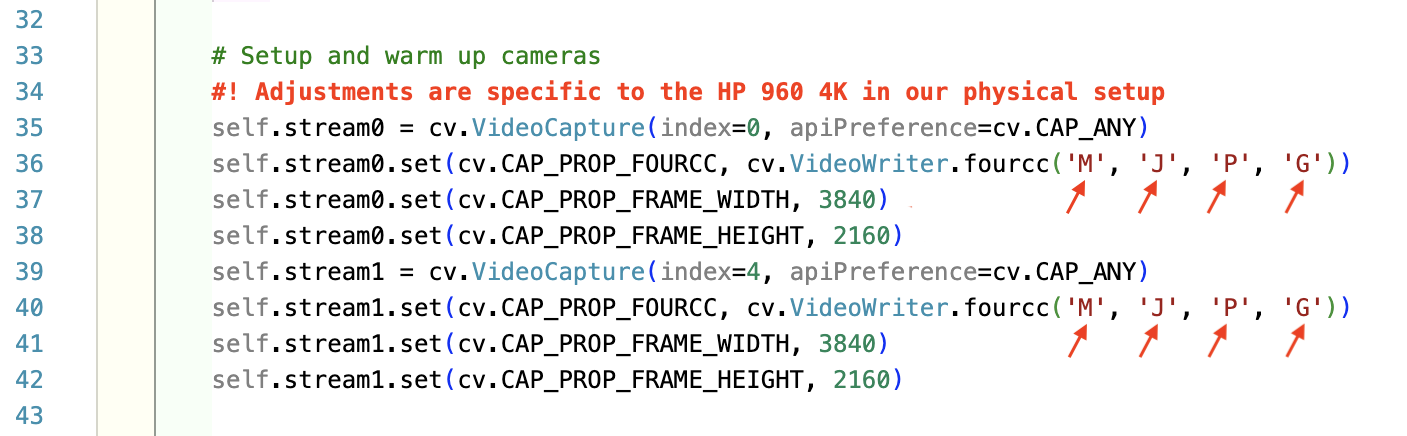 32
33 # Setup and warm up cameras
34 #! Adjustments are specific to the HP 960 4K in our physical setup
35 self.stream0 = cv.VideoCapture(index=0, apiPreference=cv.CAP_ANY)
36 self.stream0.set(cv.CAP_PROP_FOURCC, cv.VideoWriter.fourcc('M', 'J', 'P', 'G'))
37 self.stream0.set(cv.CAP_PROP_FRAME_WIDTH, 3840)
38 self.stream0.set(cv.CAP_PROP_FRAME_HEIGHT, 2160)
39 self.stream1 = cv.VideoCapture(index=4, apiPreference=cv.CAP_ANY)
40 self.stream1.set(cv.CAP_PROP_FOURCC, cv.VideoWriter.fourcc('M', 'J', 'P', 'G'))
41 self.stream1.set(cv.CAP_PROP_FRAME_WIDTH, 3840)
42 self.stream1.set(cv.CAP_PROP_FRAME_HEIGHT, 2160)
43